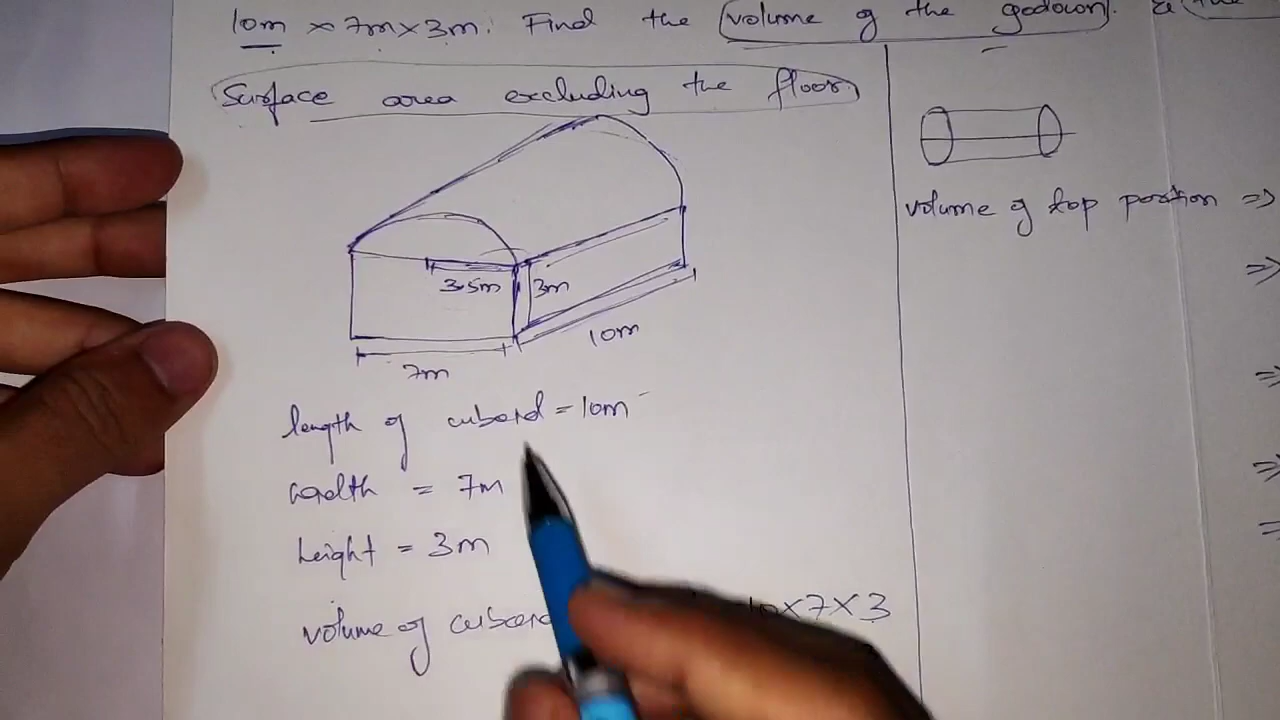 10m × 7m × 3m. Find the volume of the godown. & the
Surface area excluding the floor.
3.5m
3m
10m
7m
length of cuboid = 10m
width = 7m
height = 3m
volume of cuboid
×7×3
volume of top portion ⇒
⇒
⇒
⇒
⇒